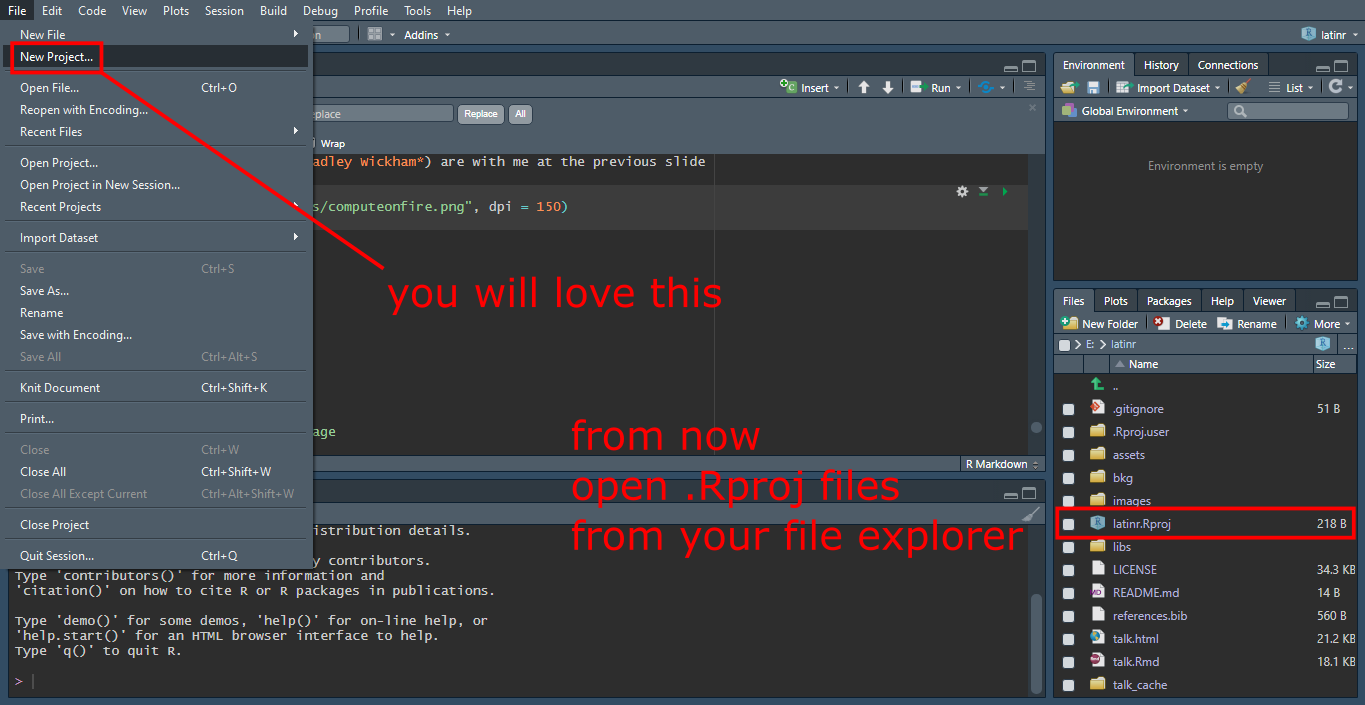 File Edit Code View Plots Session Build Debug Profile Tools Help
New File
New Project...
Open File... Ctrl+O
Reopen with Encoding...
Recent Files
Open Project...
Open Project in New Session...
Recent Projects
Import Dataset
Save Ctrl+S
Save As...
Rename
Save with Encoding...
Save All Ctrl+Alt+S
Knit Document Ctrl+Shift+K
Print...
Close Ctrl+W
Close All Ctrl+Shift+W
Close All Except Current Ctrl+Alt+Shift+W
Close Project
Quit Session... Ctrl+Q
Addins
latinr
Insert Run
eplace Replace All
Wrap
adley Wickham*) are with me at the previous slide
s/computeonfire.png", dpi = 150)
you will love this
age
from now
open .Rproj files
from your file explorer
R Markdown
istribution details.
y contributors.
Type 'contributors()' for more information and
'citation()' on how to cite R or R packages in publications.
Type 'demo()' for some demos, 'help()' for on-line help, or
'help.start()' for an HTML browser interface to help.
Type 'q()' to quit R.
>
Environment History Connections
Import Dataset List
Global Environment
Environment is empty
Files Plots Packages Help Viewer
New Folder Delete Rename More
E: latinr ...
Name Size
..
.gitignore 51 B
.Rproj.user
assets
bkg
images
latinr.Rproj 218 B
libs
LICENSE 34.3 KB
README.md 14 B
references.bib 560 B
talk.html 21.2 KB
talk.Rmd 18.1 KB
talk_cache